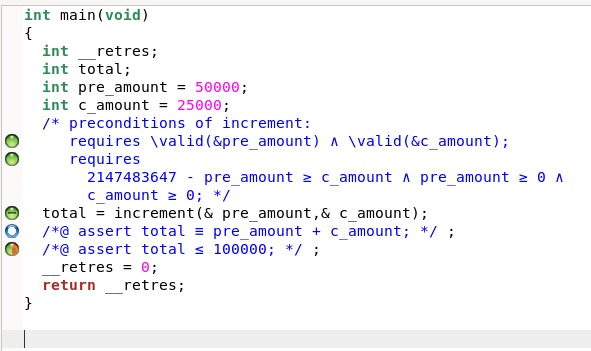 int main(void)
{
  int __retres;
  int total;
  int pre_amount = 50000;
  int c_amount = 25000;
  /* preconditions of increment:
     requires \valid(&pre_amount) ∧ \valid(&c_amount);
     requires
       2147483647 - pre_amount ≥ c_amount ∧ pre_amount ≥ 0 ∧
       c_amount ≥ 0; */
  total = increment(& pre_amount,& c_amount);
  /*@ assert total ≡ pre_amount + c_amount; */ ;
  /*@ assert total ≤ 100000; */ ;
  __retres = 0;
  return __retres;
}